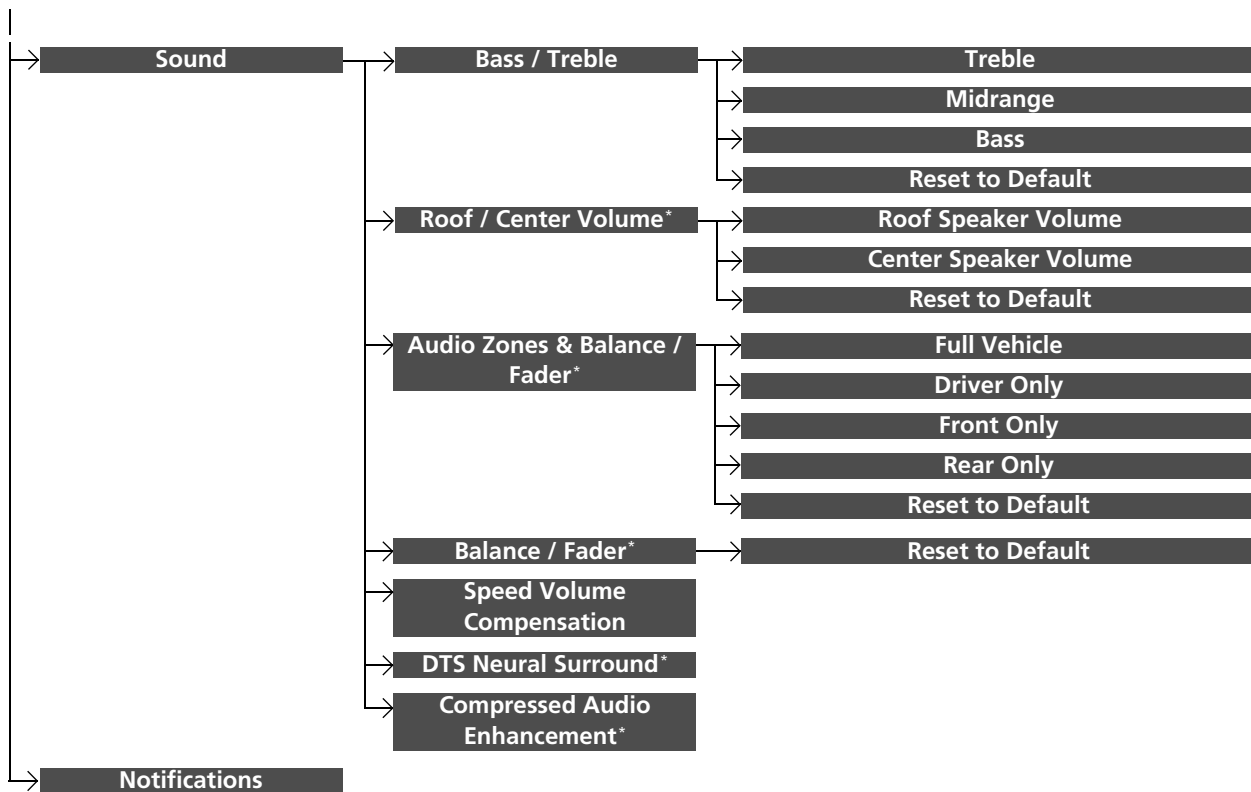 Sound
Bass / Treble
Treble
Midrange
Bass
Reset to Default
Roof / Center Volume*
Roof Speaker Volume
Center Speaker Volume
Reset to Default
Audio Zones & Balance /
Fader*
Full Vehicle
Driver Only
Front Only
Rear Only
Reset to Default
Balance / Fader*
Reset to Default
Speed Volume
Compensation
DTS Neural Surround*
Compressed Audio
Enhancement*
Notifications